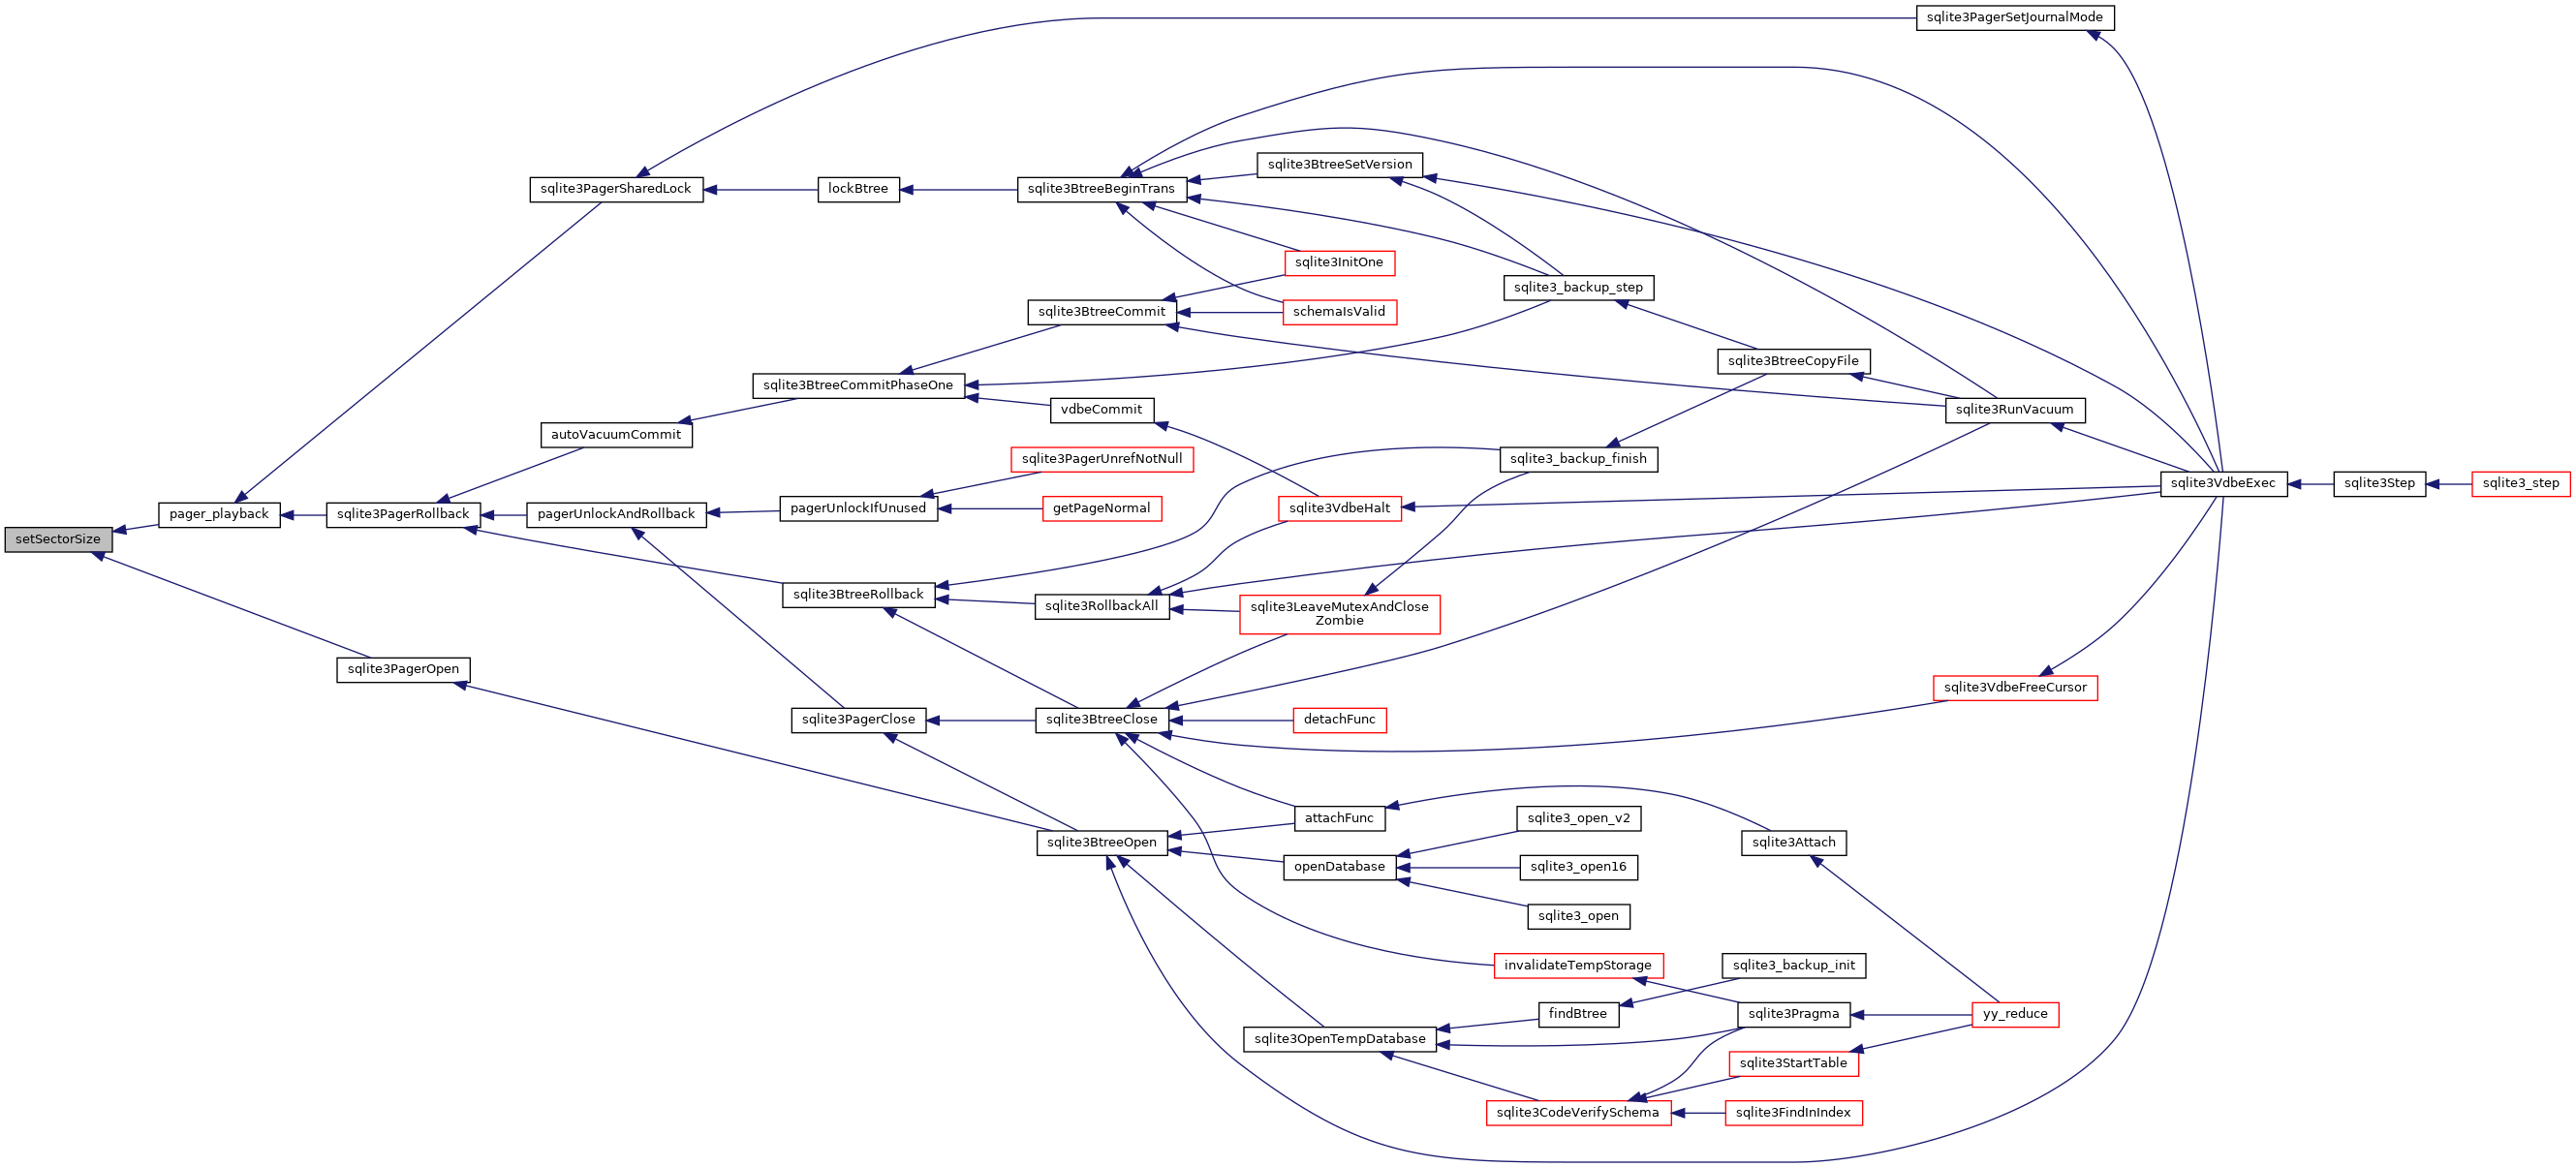 sqlite3PagerSetJournalMode
sqlite3BtreeSetVersion
sqlite3PagerSharedLock
lockBtree
sqlite3BtreeBeginTrans
sqlite3InitOne
sqlite3_backup_step
sqlite3BtreeCommit
schemaIsValid
sqlite3BtreeCopyFile
sqlite3BtreeCommitPhaseOne
vdbeCommit
sqlite3RunVacuum
autoVacuumCommit
sqlite3PagerUnrefNotNull
sqlite3_backup_finish
sqlite3VdbeExec
sqlite3Step
sqlite3_step
pager_playback
sqlite3PagerRollback
pagerUnlockAndRollback
pagerUnlockIfUnused
getPageNormal
sqlite3VdbeHalt
setSectorSize
sqlite3BtreeRollback
sqlite3RollbackAll
sqlite3LeaveMutexAndClose
Zombie
sqlite3PagerOpen
sqlite3VdbeFreeCursor
sqlite3PagerClose
sqlite3BtreeClose
detachFunc
attachFunc
sqlite3_open_v2
sqlite3BtreeOpen
sqlite3Attach
openDatabase
sqlite3_open16
sqlite3_open
invalidateTempStorage
sqlite3_backup_init
findBtree
sqlite3Pragma
yy_reduce
sqlite3OpenTempDatabase
sqlite3StartTable
sqlite3CodeVerifySchema
sqlite3FindInIndex